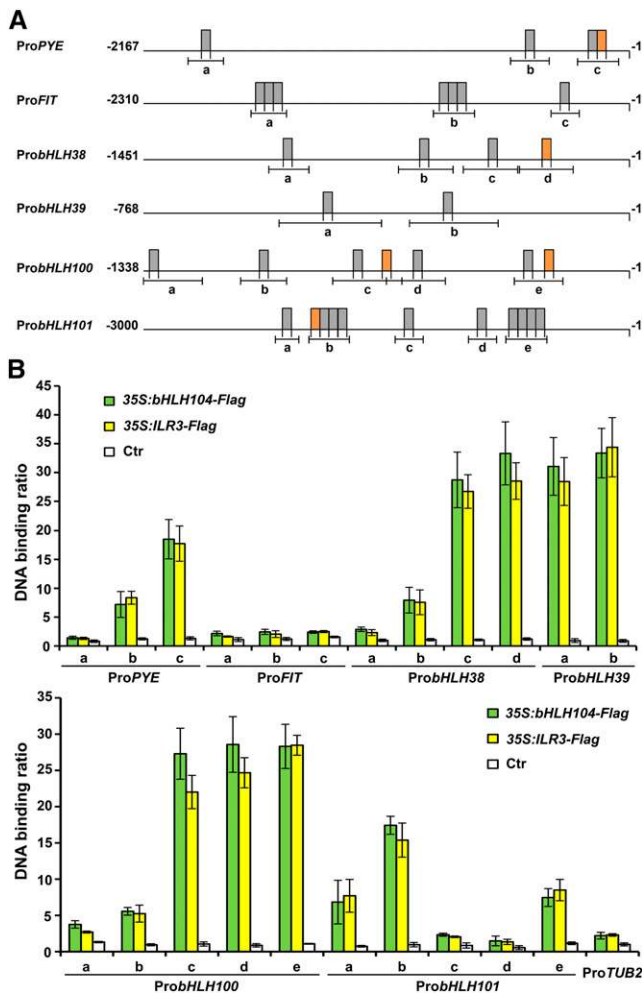 A
ProPYE -2167 -1
a b c
ProFIT -2310 -1
a b c
ProbHLH38 -1451 -1
a b c d
ProbHLH39 -768 -1
a b
ProbHLH100 -1338 -1
a b c d e
ProbHLH101 -3000 -1
a b c d e
B
DNA binding ratio
45
40
35
30
25
20
15
10
5
0
35S:bHLH104-Flag
35S:ILR3-Flag
Ctr
a b c a b c a b c d a b
ProPYE ProFIT ProbHLH38 ProbHLH39
DNA binding ratio
35
30
25
20
15
10
5
0
35S:bHLH104-Flag
35S:ILR3-Flag
Ctr
a b c d e a b c d e ProTUB2
ProbHLH100 ProbHLH101